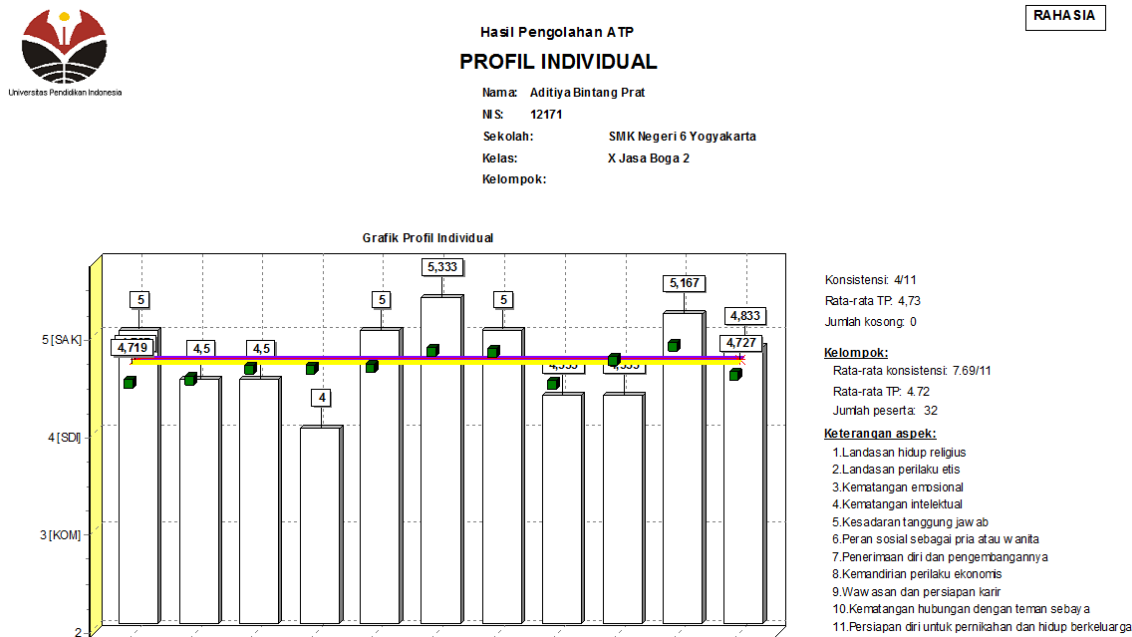 RAHASIA
Universitas Pendidikan Indonesia
Hasil Pengolahan ATP
PROFIL INDIVIDUAL
Nama: Aditiya Bintang Prat
NIS: 12171
Sekolah: SMK Negeri 6 Yogyakarta
Kelas: X Jasa Boga 2
Kelompok:
Grafik Profil Individual
5,333
5,167
5
5
5
4,833
4,719
4,5
4,5
4,727
4
5 [SAK]
4 [SDI]
3 [KOM]
2
Konsistensi: 4/11
Rata-rata TP: 4,73
Jumlah kosong: 0
Kelompok:
Rata-rata konsistensi: 7.69/11
Rata-rata TP: 4.72
Jumlah peserta: 32
Keterangan aspek:
1.Landasan hidup religius
2.Landasan perilaku etis
3.Kematangan emosional
4.Kematangan intelektual
5.Kesadaran tanggung jawab
6.Peran sosial sebagai pria atau wanita
7.Penerimaan diri dan pengembangannya
8.Kemandirian perilaku ekonomis
9.Wawasan dan persiapan karir
10.Kematangan hubungan dengan teman sebaya
11.Persiapan diri untuk pernikahan dan hidup berkeluarga